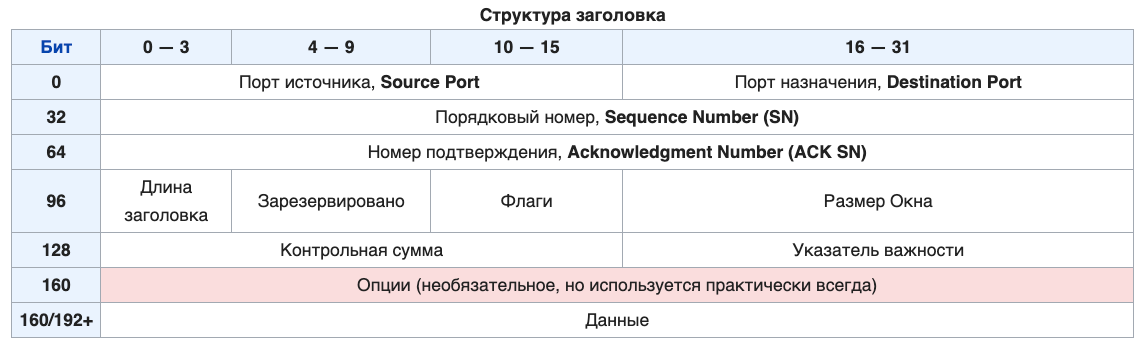 Структура заголовка
Бит 0 — 3 4 — 9 10 — 15 16 — 31
0 Порт источника, Source Port Порт назначения, Destination Port
32 Порядковый номер, Sequence Number (SN)
64 Номер подтверждения, Acknowledgment Number (ACK SN)
96 Длина заголовка Зарезервировано Флаги Размер Окна
128 Контрольная сумма Указатель важности
160 Опции (необязательное, но используется практически всегда)
160/192+ Данные